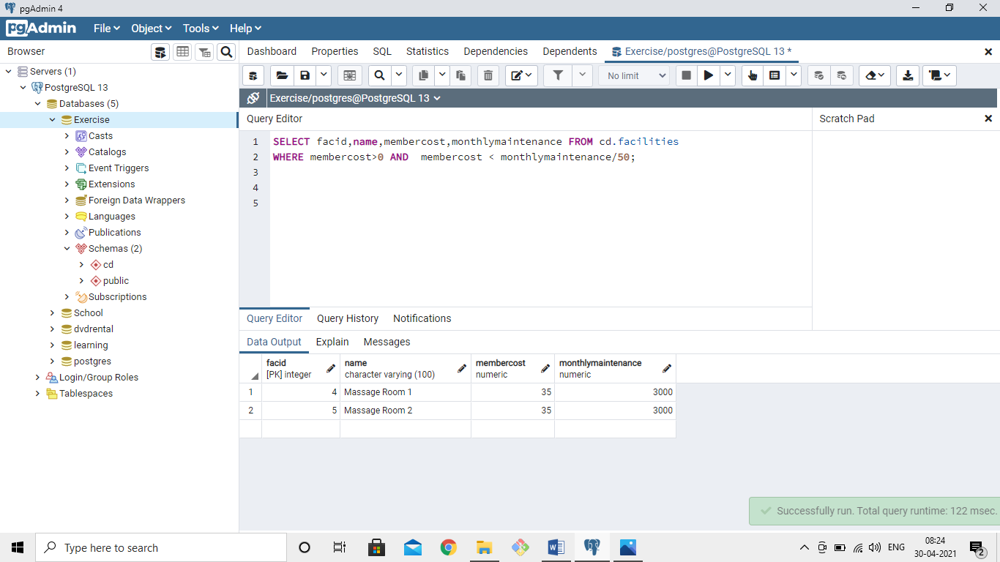 pgAdmin 4
pgAdmin File Object Tools Help
Browser
Dashboard Properties SQL Statistics Dependencies Dependents Exercise/postgres@PostgreSQL 13 *
Servers (1)
PostgreSQL 13
Databases (5)
Exercise
Casts
Catalogs
Event Triggers
Extensions
Foreign Data Wrappers
Languages
Publications
Schemas (2)
cd
public
Subscriptions
School
dvdrental
learning
postgres
Login/Group Roles
Tablespaces
No limit
Exercise/postgres@PostgreSQL 13
Query Editor
Scratch Pad
1 SELECT facid,name,membercost,monthlymaintenance FROM cd.facilities
2 WHERE membercost>0 AND  membercost < monthlymaintenance/50;
3
4
5
Query Editor Query History Notifications
Data Output Explain Messages
facid name membercost monthlymaintenance
[PK] integer character varying (100) numeric numeric
1 4 Massage Room 1 35 3000
2 5 Massage Room 2 35 3000
Successfully run. Total query runtime: 122 msec.
Type here to search
ENG
08:24
30-04-2021
2